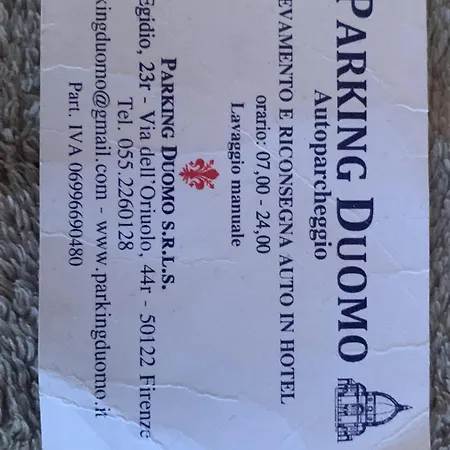 PARKING DUOMO
Autoparcheggio
EVAMENTO E RICONSEGNA AUTO IN HOTEL
orario: 07,00 - 24,00
Lavaggio manuale
PARKING DUOMO S.R.L.S.
Egidio, 23r - Via dell'Oriuolo, 44r - 50122 Firenze
Tel. 055.2260128
kingduomo@gmail.com - www.parkingduomo.it
Part. IVA 06996690480